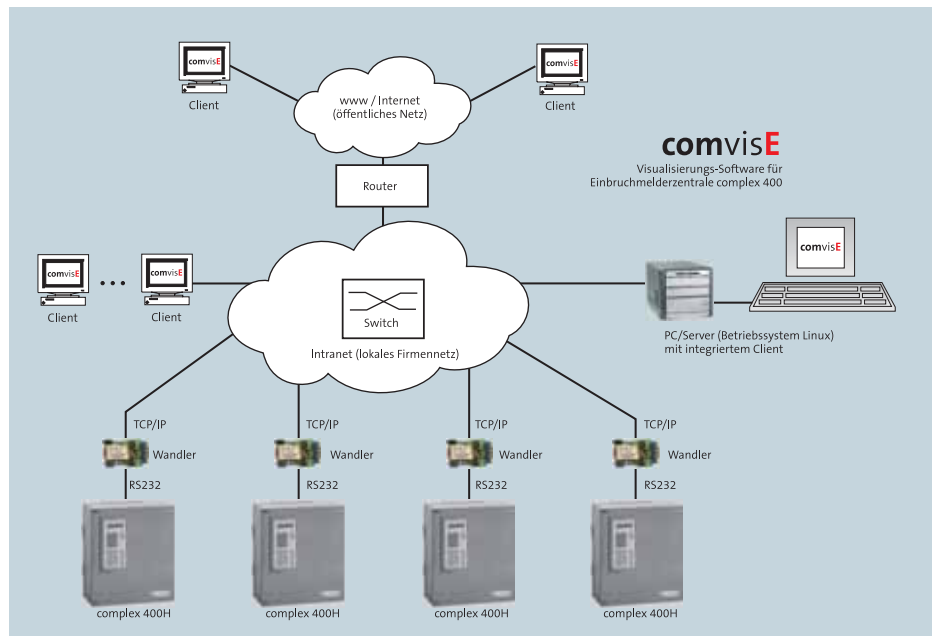 comvisE
comvisE
Client
www / Internet
(öffentliches Netz)
Client
comvisE
Visualisierungs-Software für
Einbruchmelderzentrale complex 400
Router
comvisE
comvisE
comvisE
Client
Client
Switch
Intranet (lokales Firmennetz)
PC/Server (Betriebssystem Linux)
mit integriertem Client
TCP/IP
TCP/IP
TCP/IP
TCP/IP
Wandler
Wandler
Wandler
Wandler
RS232
RS232
RS232
RS232
complex 400H
complex 400H
complex 400H
complex 400H